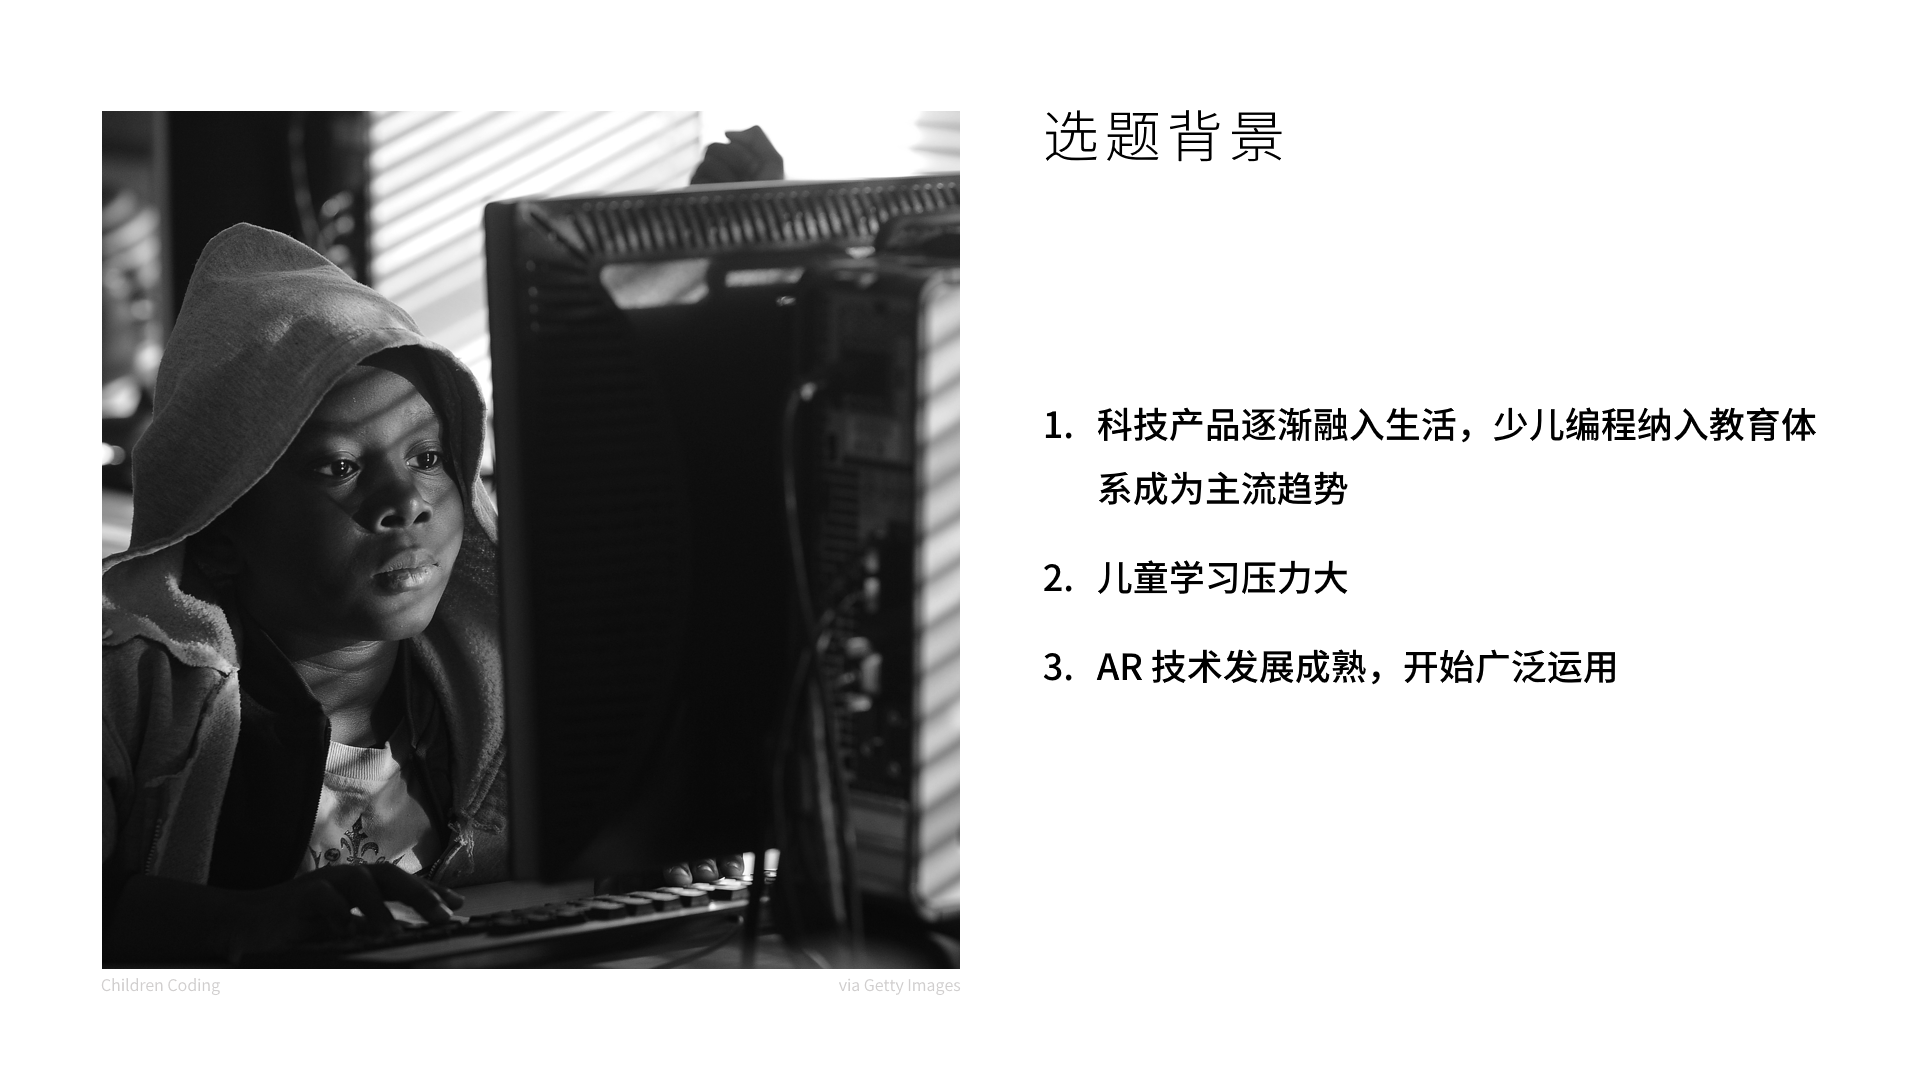 选题背景
1. 科技产品逐渐融入生活，少儿编程纳入教育体
系成为主流趋势
2. 儿童学习压力大
3. AR 技术发展成熟，开始广泛运用
Children Coding
via Getty Images